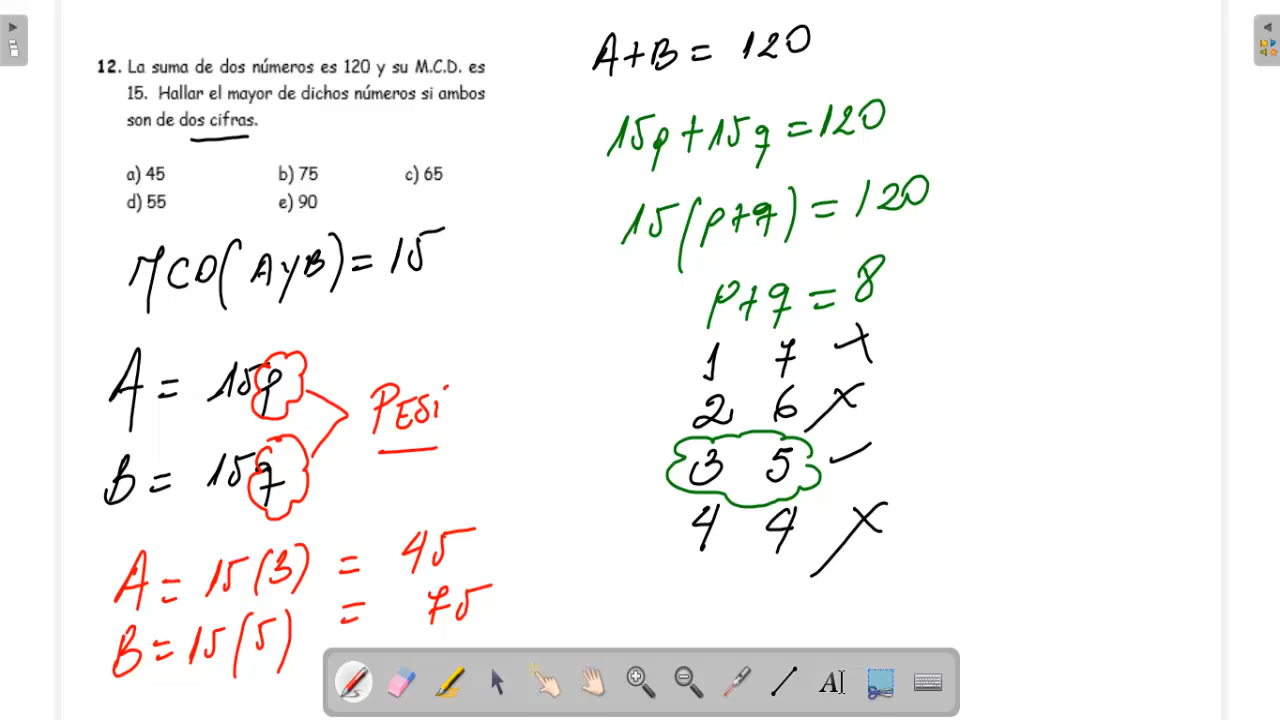 12. La suma de dos números es 120 y su M.C.D. es
15. Hallar el mayor de dichos números si ambos
son de dos cifras.
a) 45 b) 75 c) 65
d) 55 e) 90
MCD(A y B) = 15
A = 15p
B = 15q
PESi
A = 15(3) = 45
B = 15(5) = 75
A+B = 120
15p + 15q = 120
15(p+q) = 120
p+q = 8
1 7 ×
2 6 ×
3 5 ✓
4 4 ×
A